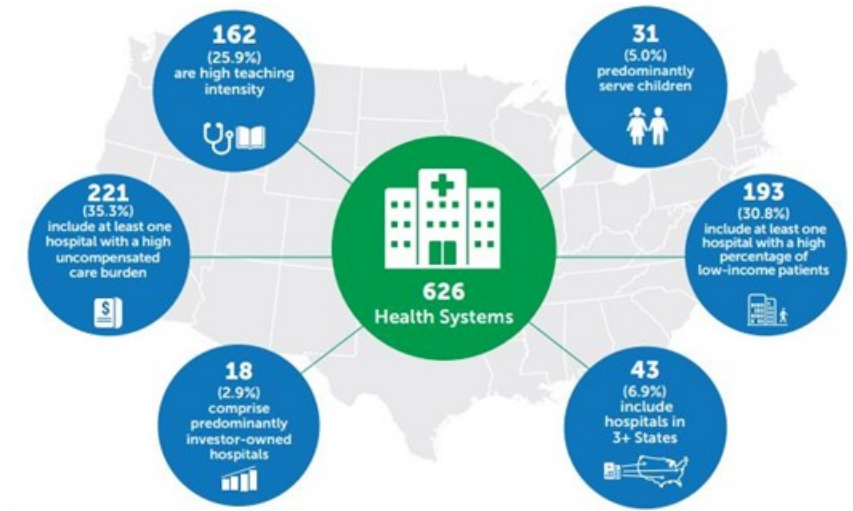 162
(25.9%)
are high teaching
intensity
31
(5.0%)
predominantly
serve children
221
(35.3%)
include at least one
hospital with a high
uncompensated
care burden
$
626
Health Systems
193
(30.8%)
include at least one
hospital with a high
percentage of
low-income patients
18
(2.9%)
comprise
predominantly
investor-owned
hospitals
43
(6.9%)
include
hospitals in
3+ States